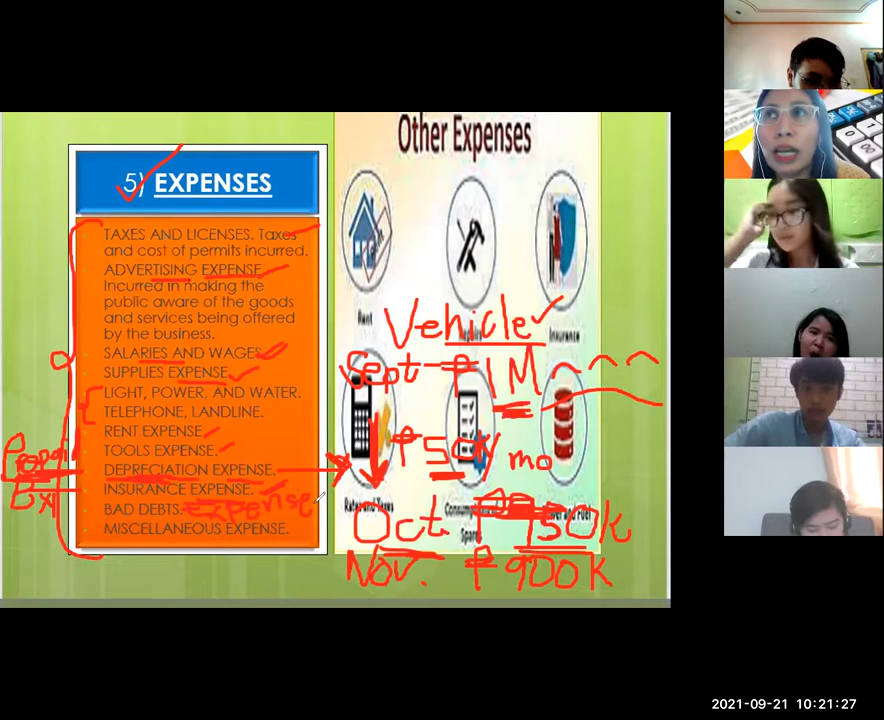 Other Expenses
5) EXPENSES
TAXES AND LICENSES. Taxes
and cost of permits incurred.
ADVERTISING EXPENSE.
Incurred in making the
public aware of the goods
and services being offered
by the business.
SALARIES AND WAGES
SUPPLIES EXPENSE.
LIGHT, POWER, AND WATER.
TELEPHONE, LANDLINE.
RENT EXPENSE
TOOLS EXPENSE.
DEPRECIATION EXPENSE.
INSURANCE EXPENSE.
BAD DEBTS. expense
MISCELLANEOUS EXPENSE.
Prepaid
Exp
Rent
Insurance
Vehicle
Sept ₱1M
₱50k/
mo
Rates and Taxes
Oct. ₱ 950k
Nov. ₱900k
2021-09-21 10:21:27